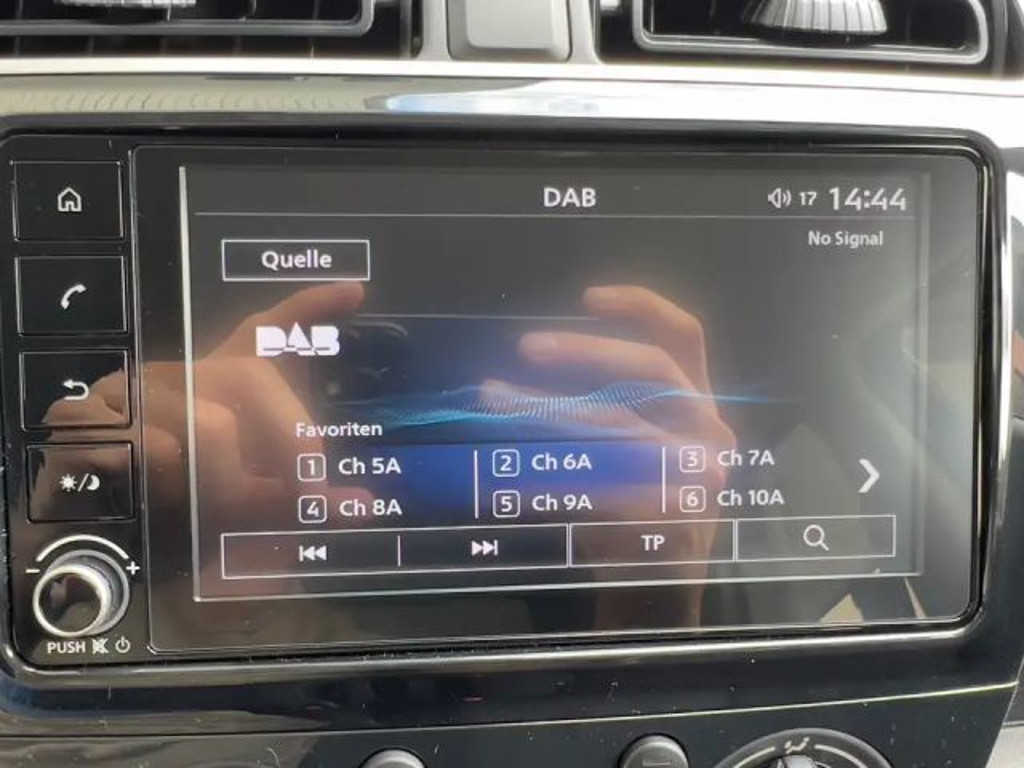 DAB 17 14:44
No Signal
Quelle
DAB
Favoriten
1 Ch 5A 2 Ch 6A 3 Ch 7A
4 Ch 8A 5 Ch 9A 6 Ch 10A
TP
- +
PUSH